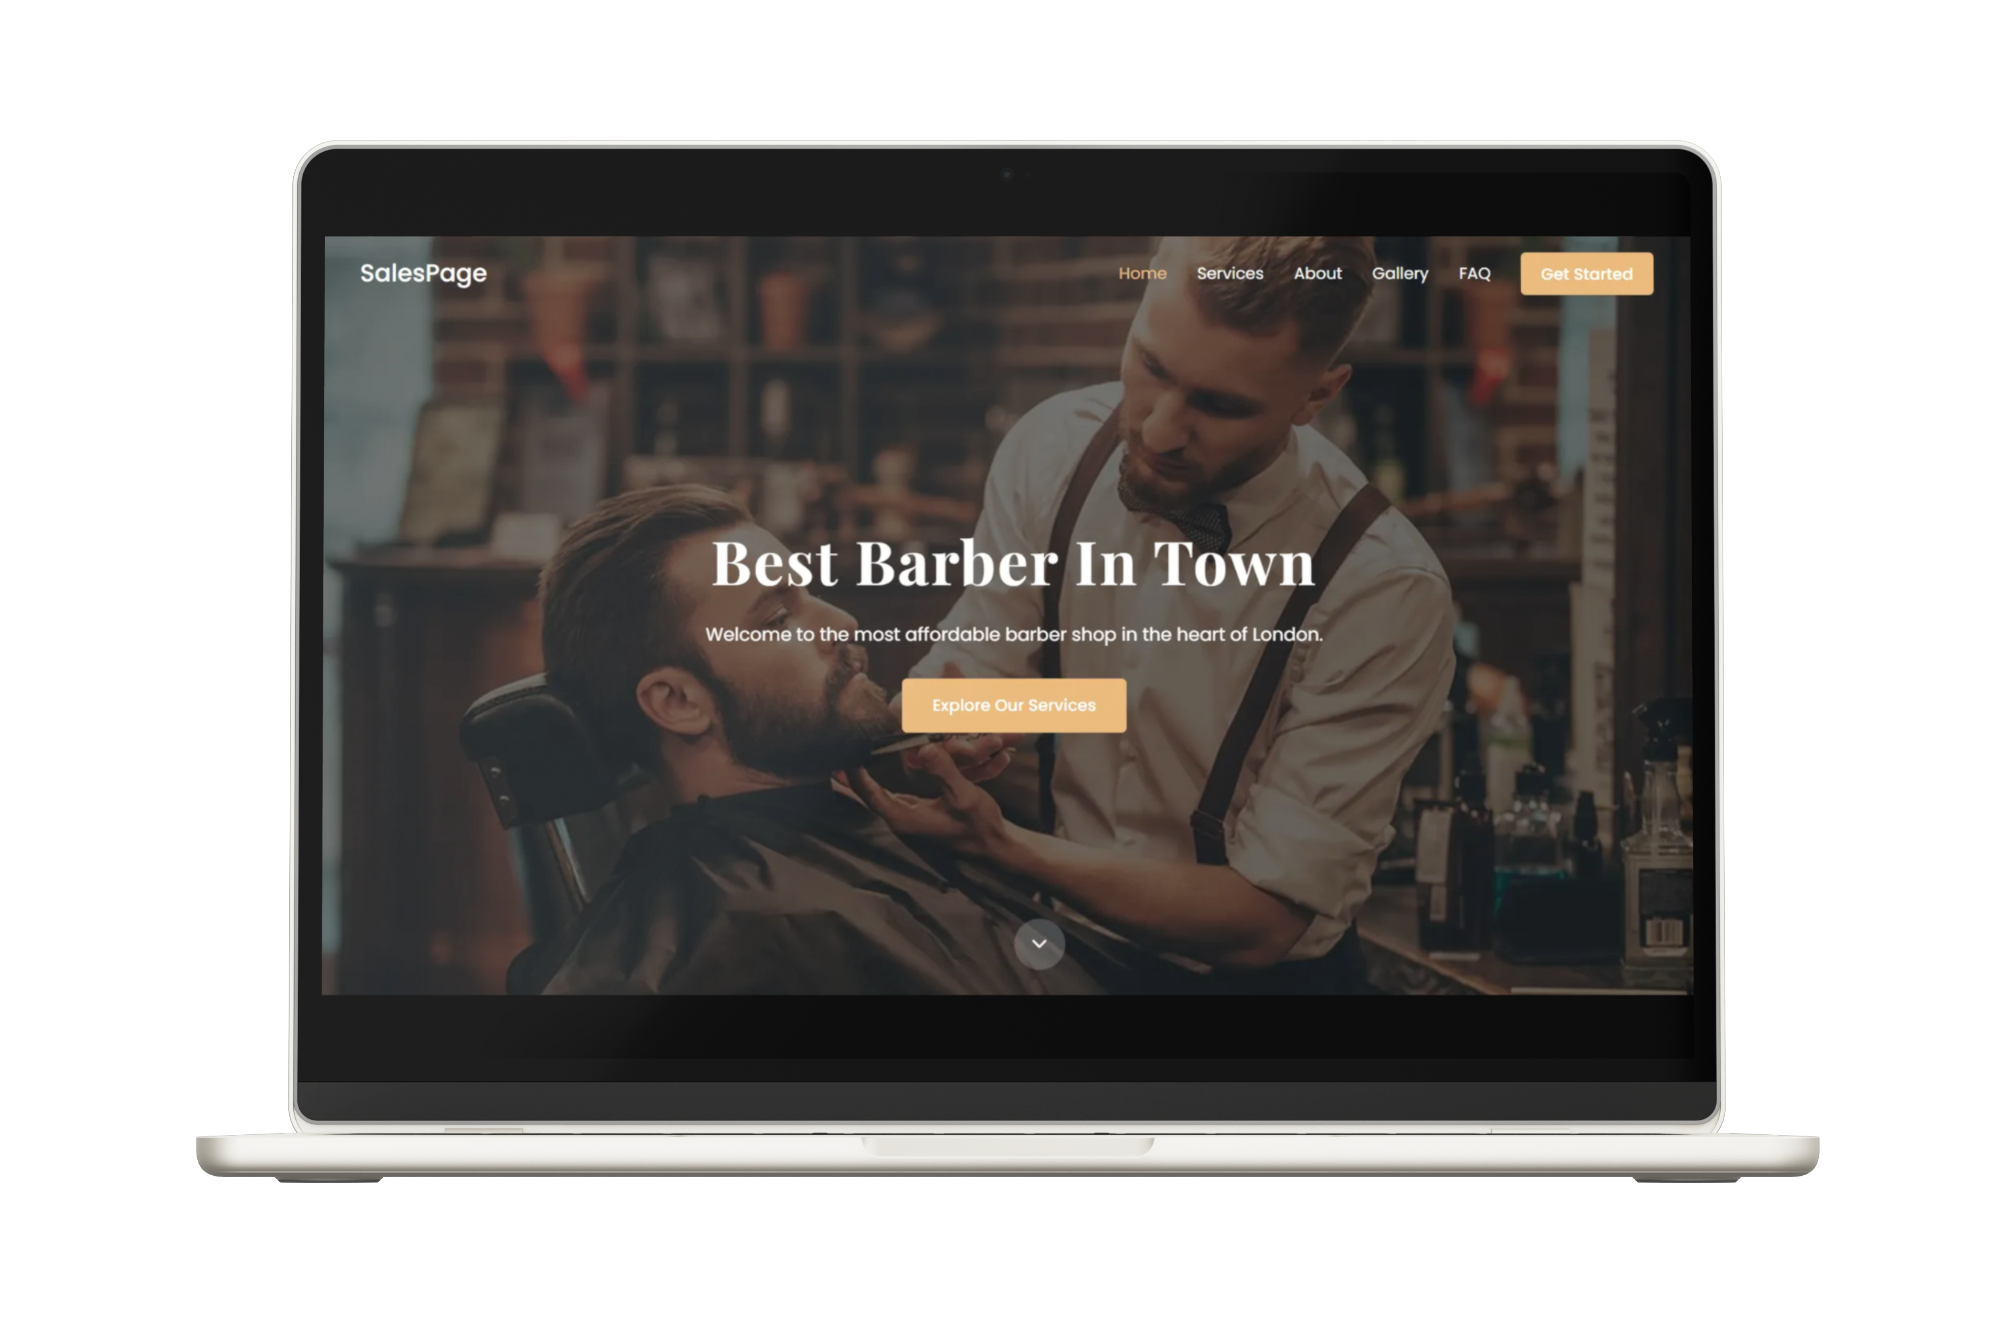 SalesPage
Home Services About Gallery FAQ Get Started
Best Barber In Town
Welcome to the most affordable barber shop in the heart of London.
Explore Our Services